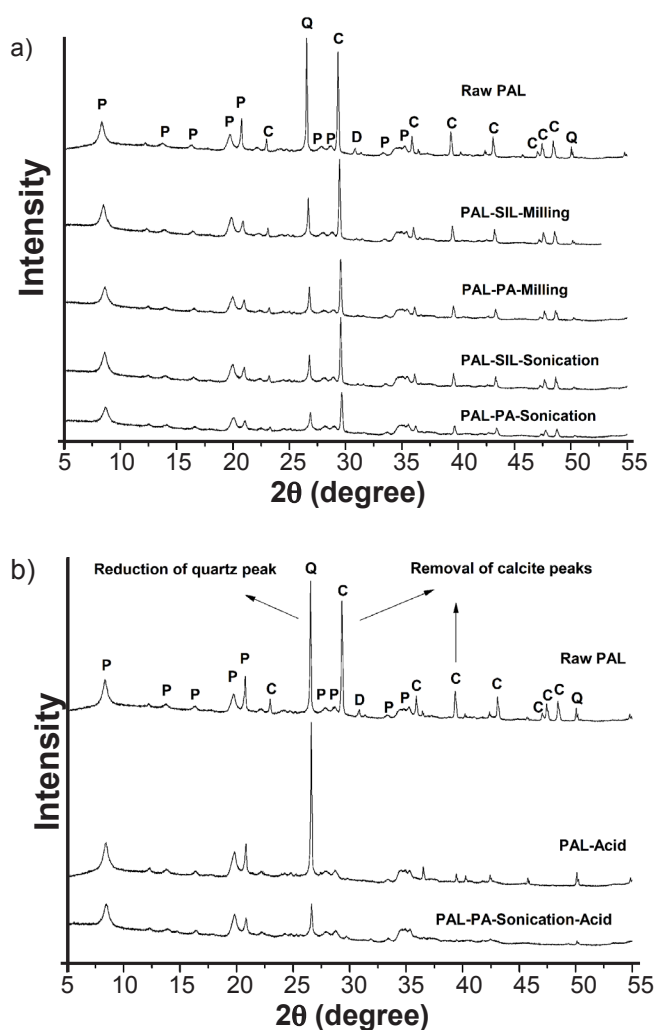 a)
Q
C
Raw PAL
P
P
P
P
P
C
P
P
D
P
P
C
C
C
C
C
C
Q
PAL-SIL-Milling
PAL-PA-Milling
PAL-SIL-Sonication
PAL-PA-Sonication
Intensity
5 10 15 20 25 30 35 40 45 50 55
2θ (degree)
b)
Reduction of quartz peak
Q
Removal of calcite peaks
C
Raw PAL
P
P
P
P
P
C
P
P
D
P
P
C
C
C
C
C
C
Q
PAL-Acid
PAL-PA-Sonication-Acid
Intensity
5 10 15 20 25 30 35 40 45 50 55
2θ (degree)